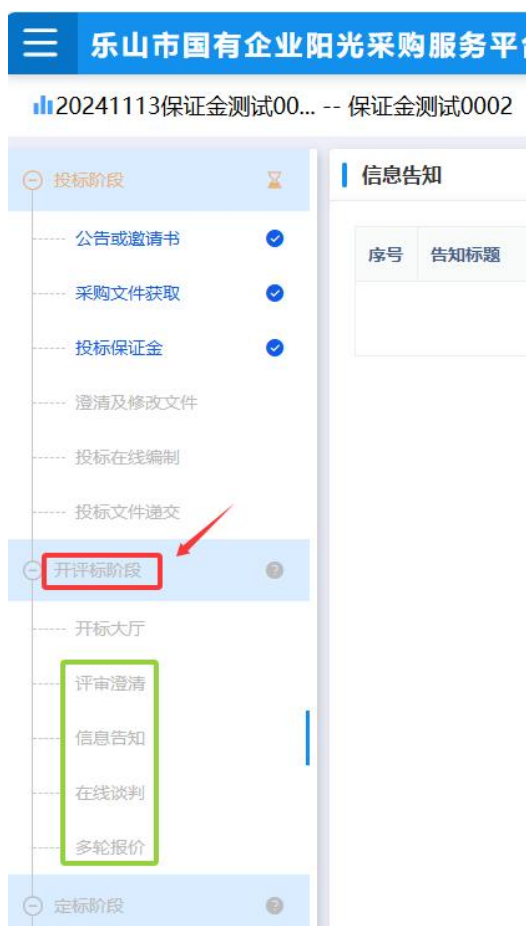 乐山市国有企业阳光采购服务平台
20241113保证金测试00... -- 保证金测试0002
投标阶段
公告或邀请书
采购文件获取
投标保证金
澄清及修改文件
投标在线编制
投标文件递交
开评标阶段
开标大厅
评审澄清
信息告知
在线谈判
多轮报价
定标阶段
信息告知
序号 告知标题